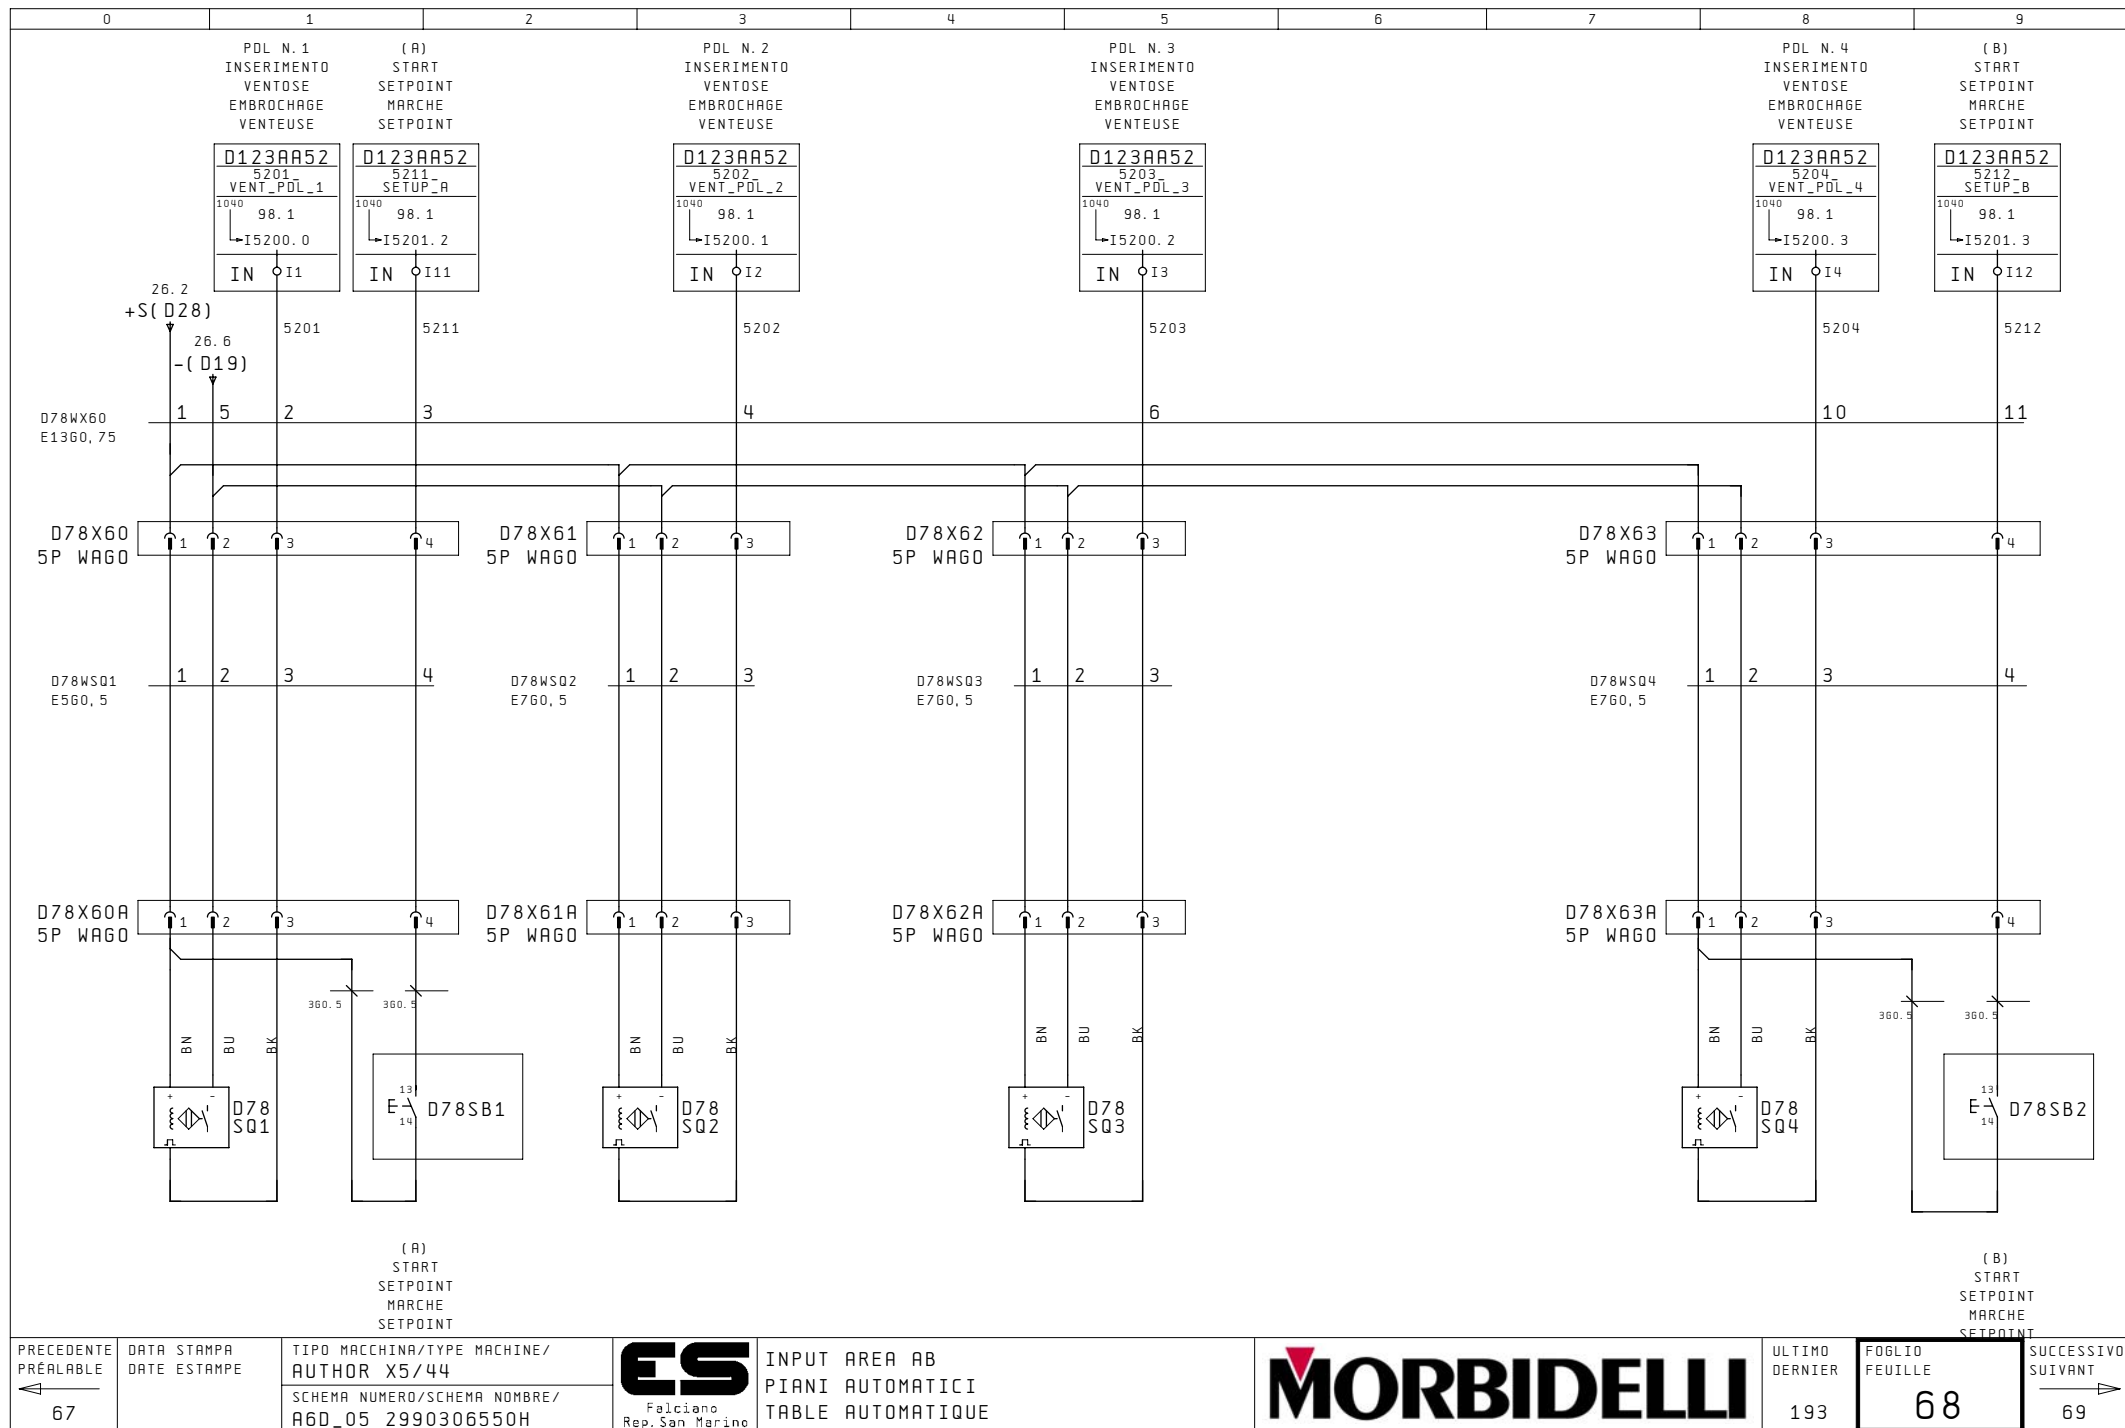 0 1 2 3 4 5 6 7 8 9
PDL N.1
INSERIMENTO
VENTOSE
EMBROCHAGE
VENTEUSE
(A)
START
SETPOINT
MARCHE
SETPOINT
PDL N.2
INSERIMENTO
VENTOSE
EMBROCHAGE
VENTEUSE
PDL N.3
INSERIMENTO
VENTOSE
EMBROCHAGE
VENTEUSE
PDL N.4
INSERIMENTO
VENTOSE
EMBROCHAGE
VENTEUSE
(B)
START
SETPOINT
MARCHE
SETPOINT
D123AA52
5201_
VENT_PDL_1
1040
98.1
I5200.0
IN I1
D123AA52
5211_
SETUP_A
1040
98.1
I5201.2
IN I11
D123AA52
5202_
VENT_PDL_2
1040
98.1
I5200.1
IN I2
D123AA52
5203_
VENT_PDL_3
1040
98.1
I5200.2
IN I3
D123AA52
5204_
VENT_PDL_4
1040
98.1
I5200.3
IN I4
D123AA52
5212_
SETUP_B
1040
98.1
I5201.3
IN I12
26.2
+S(D28)
26.6
-(D19)
5201 5211 5202 5203 5204 5212
D78WX60
E13G0,75
1 5 2 3 4 6 10 11
D78X60
5P WAGO
1 2 3 4
D78X61
5P WAGO
1 2 3
D78X62
5P WAGO
1 2 3
D78X63
5P WAGO
1 2 3 4
D78WSQ1
E5G0,5
1 2 3 4
D78WSQ2
E7G0,5
1 2 3
D78WSQ3
E7G0,5
1 2 3
D78WSQ4
E7G0,5
1 2 3 4
D78X60A
5P WAGO
1 2 3 4
D78X61A
5P WAGO
1 2 3
D78X62A
5P WAGO
1 2 3
D78X63A
5P WAGO
1 2 3 4
3G0.5 3G0.5
3G0.5 3G0.5
BN BU BK
BN BU BK
BN BU BK
BN BU BK
+ -
D78
SQ1
13
14
E
D78SB1
+ -
D78
SQ2
+ -
D78
SQ3
+ -
D78
SQ4
13
14
E
D78SB2
(A)
START
SETPOINT
MARCHE
SETPOINT
(B)
START
SETPOINT
MARCHE
SETPOINT
PRECEDENTE
PRÉALABLE
67
DATA STAMPA
DATE ESTAMPE
TIPO MACCHINA/TYPE MACHINE/
AUTHOR X5/44
SCHEMA NUMERO/SCHEMA NOMBRE/
A6D_05 2990306550H
ES
Falciano
Rep. San Marino
INPUT AREA AB
PIANI AUTOMATICI
TABLE AUTOMATIQUE
MORBIDELLI
ULTIMO
DERNIER
193
FOGLIO
FEUILLE
68
SUCCESSIVO
SUIVANT
69